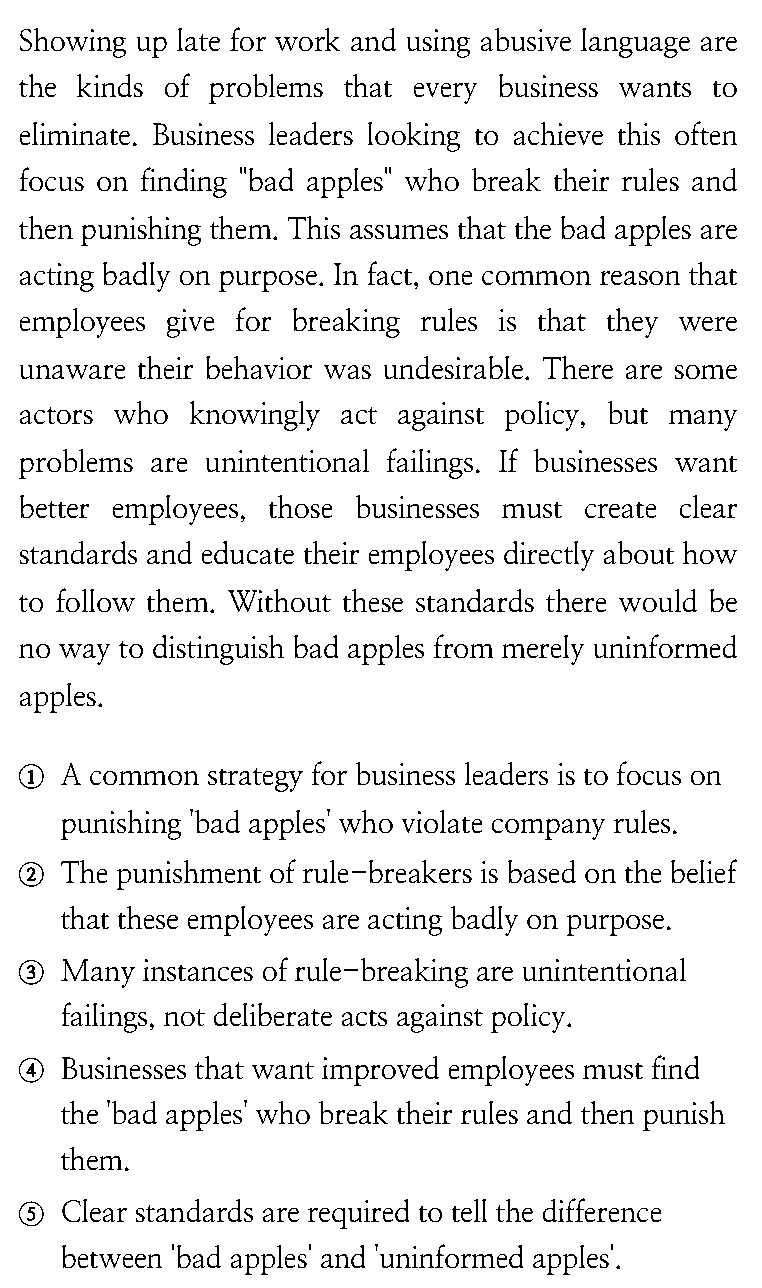 Showing up late for work and using abusive language are
the kinds of problems that every business wants to
eliminate. Business leaders looking to achieve this often
focus on finding "bad apples" who break their rules and
then punishing them. This assumes that the bad apples are
acting badly on purpose. In fact, one common reason that
employees give for breaking rules is that they were
unaware their behavior was undesirable. There are some
actors who knowingly act against policy, but many
problems are unintentional failings. If businesses want
better employees, those businesses must create clear
standards and educate their employees directly about how
to follow them. Without these standards there would be
no way to distinguish bad apples from merely uninformed
apples.
① A common strategy for business leaders is to focus on
punishing 'bad apples' who violate company rules.
② The punishment of rule-breakers is based on the belief
that these employees are acting badly on purpose.
③ Many instances of rule-breaking are unintentional
failings, not deliberate acts against policy.
④ Businesses that want improved employees must find
the 'bad apples' who break their rules and then punish
them.
⑤ Clear standards are required to tell the difference
between 'bad apples' and 'uninformed apples'.